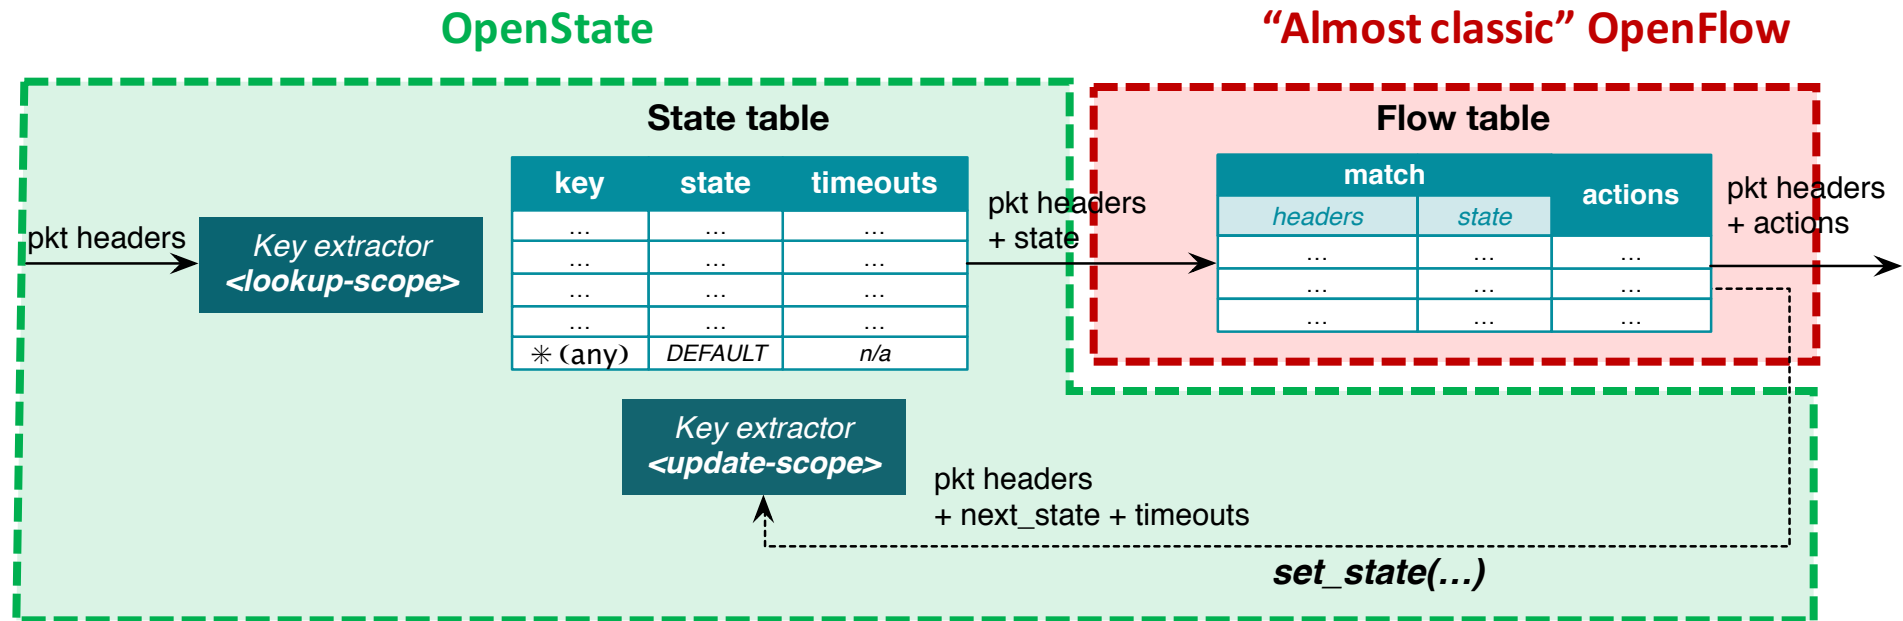 OpenState
“Almost classic” OpenFlow
State table
key state timeouts
... ... ...
... ... ...
... ... ...
... ... ...
✳ (any) DEFAULT n/a
pkt headers
Key extractor
<lookup-scope>
pkt headers
+ state
Flow table
match actions
headers state
... ... ...
... ... ...
... ... ...
pkt headers
+ actions
Key extractor
<update-scope>
pkt headers
+ next_state + timeouts
set_state(...)